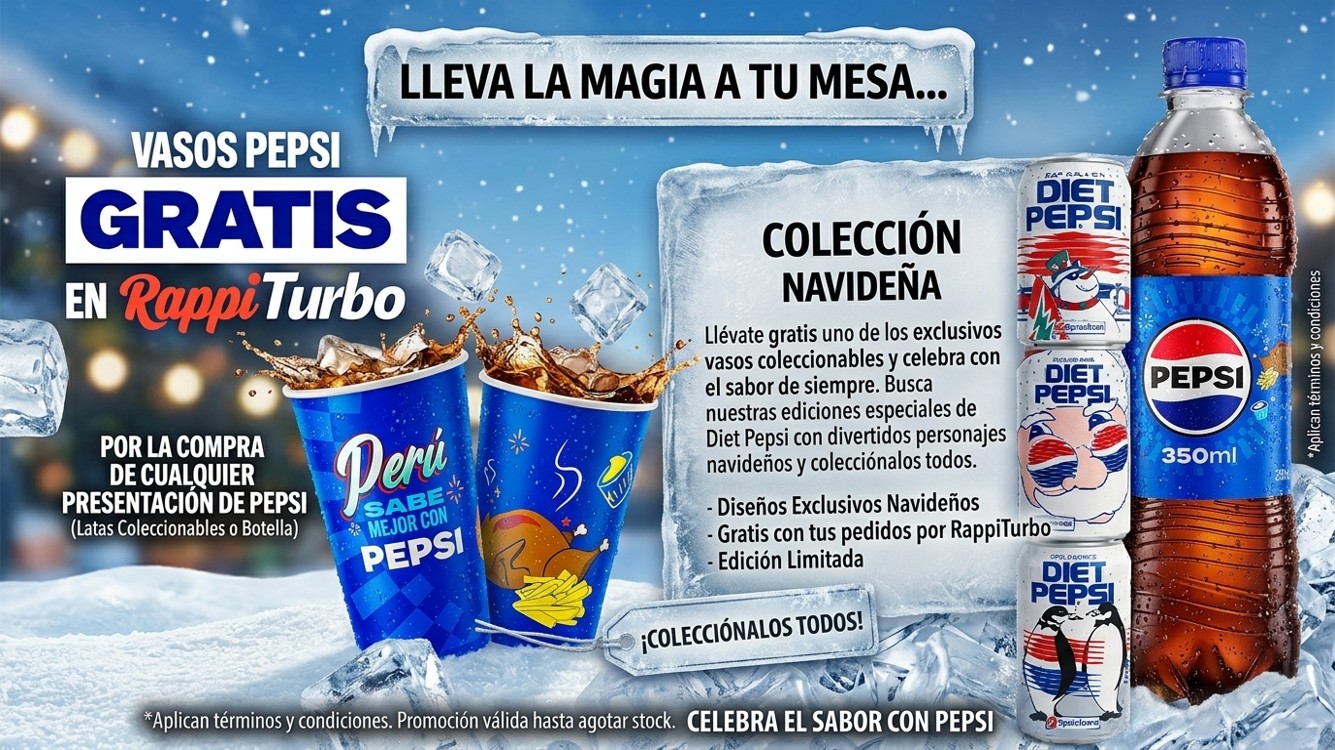 LLEVA LA MAGIA A TU MESA...
VASOS PEPSI
GRATIS
EN Rappi Turbo
POR LA COMPRA
DE CUALQUIER
PRESENTACIÓN DE PEPSI
(Latas Coleccionables o Botella)
Perú
SABE
MEJOR CON
PEPSI
COLECCIÓN
NAVIDEÑA
Llévate gratis uno de los exclusivos
vasos coleccionables y celebra con
el sabor de siempre. Busca
nuestras ediciones especiales de
Diet Pepsi con divertidos personajes
navideños y colecciónalos todos.
- Diseños Exclusivos Navideños
- Gratis con tus pedidos por RappiTurbo
- Edición Limitada
¡COLECCIÓNALOS TODOS!
DIET
PEPSI
DIET
PEPSI
DIET
PEPSI
PEPSI
350ml
*Aplican términos y condiciones
*Aplican términos y condiciones. Promoción válida hasta agotar stock. CELEBRA EL SABOR CON PEPSI